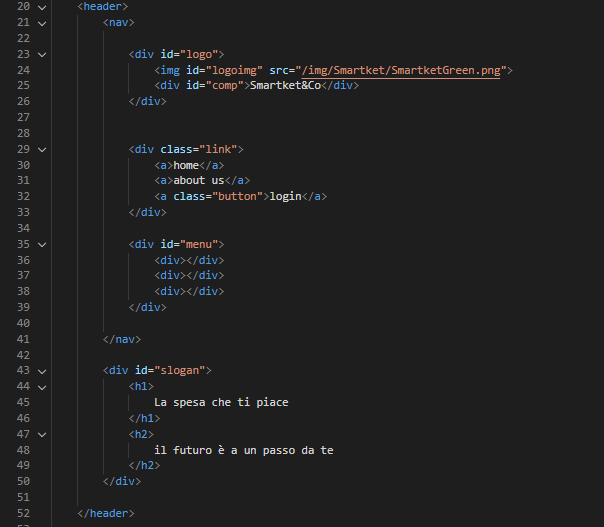 20 <header>
21 <nav>
22
23 <div id="logo">
24 <img id="logoimg" src="/img/Smartket/SmartketGreen.png">
25 <div id="comp">Smartket&Co</div>
26 </div>
27
28
29 <div class="link">
30 <a>home</a>
31 <a>about us</a>
32 <a class="button">login</a>
33 </div>
34
35 <div id="menu">
36 <div></div>
37 <div></div>
38 <div></div>
39 </div>
40
41 </nav>
42
43 <div id="slogan">
44 <h1>
45 La spesa che ti piace
46 </h1>
47 <h2>
48 il futuro è a un passo da te
49 </h2>
50 </div>
51
52 </header>